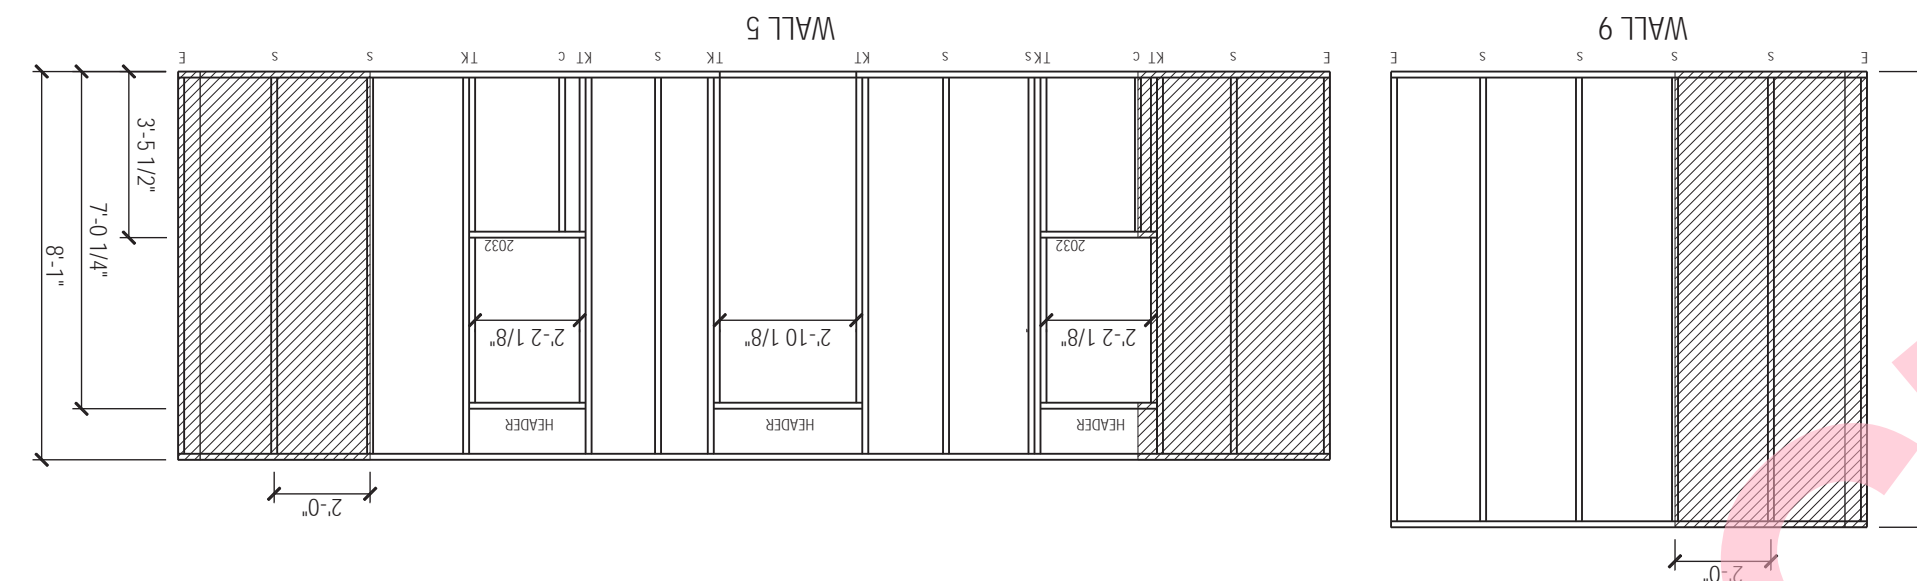 2'-0"
2'-0"
HEADER
HEADER
HEADER
2'-2 1/8"
2'-10 1/8"
2'-2 1/8"
8'-1"
7'-0 1/4"
3'-5 1/2"
2032
2032
E S S S S E
E S KT C TK S S KT TK S KT C TK S S E
WALL 9
WALL 5